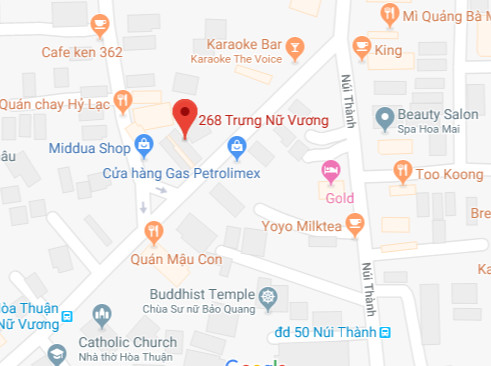 Mì Quảng Bà M
Cafe ken 362
Karaoke Bar
Karaoke The Voice
King
Núi Thành
Quán chay Hỷ Lạc
268 Trưng Nữ Vương
Beauty Salon
Spa Hoa Mai
Middua Shop
Cửa hàng Gas Petrolimex
Too Koong
Gold
Bre
Yoyo Milktea
Quán Mậu Con
Núi Thành
Buddhist Temple
Chùa Sư nữ Bảo Quang
Hòa Thuận
Nữ Vương
đd 50 Núi Thành
Catholic Church
Nhà thờ Hòa Thuận
Google